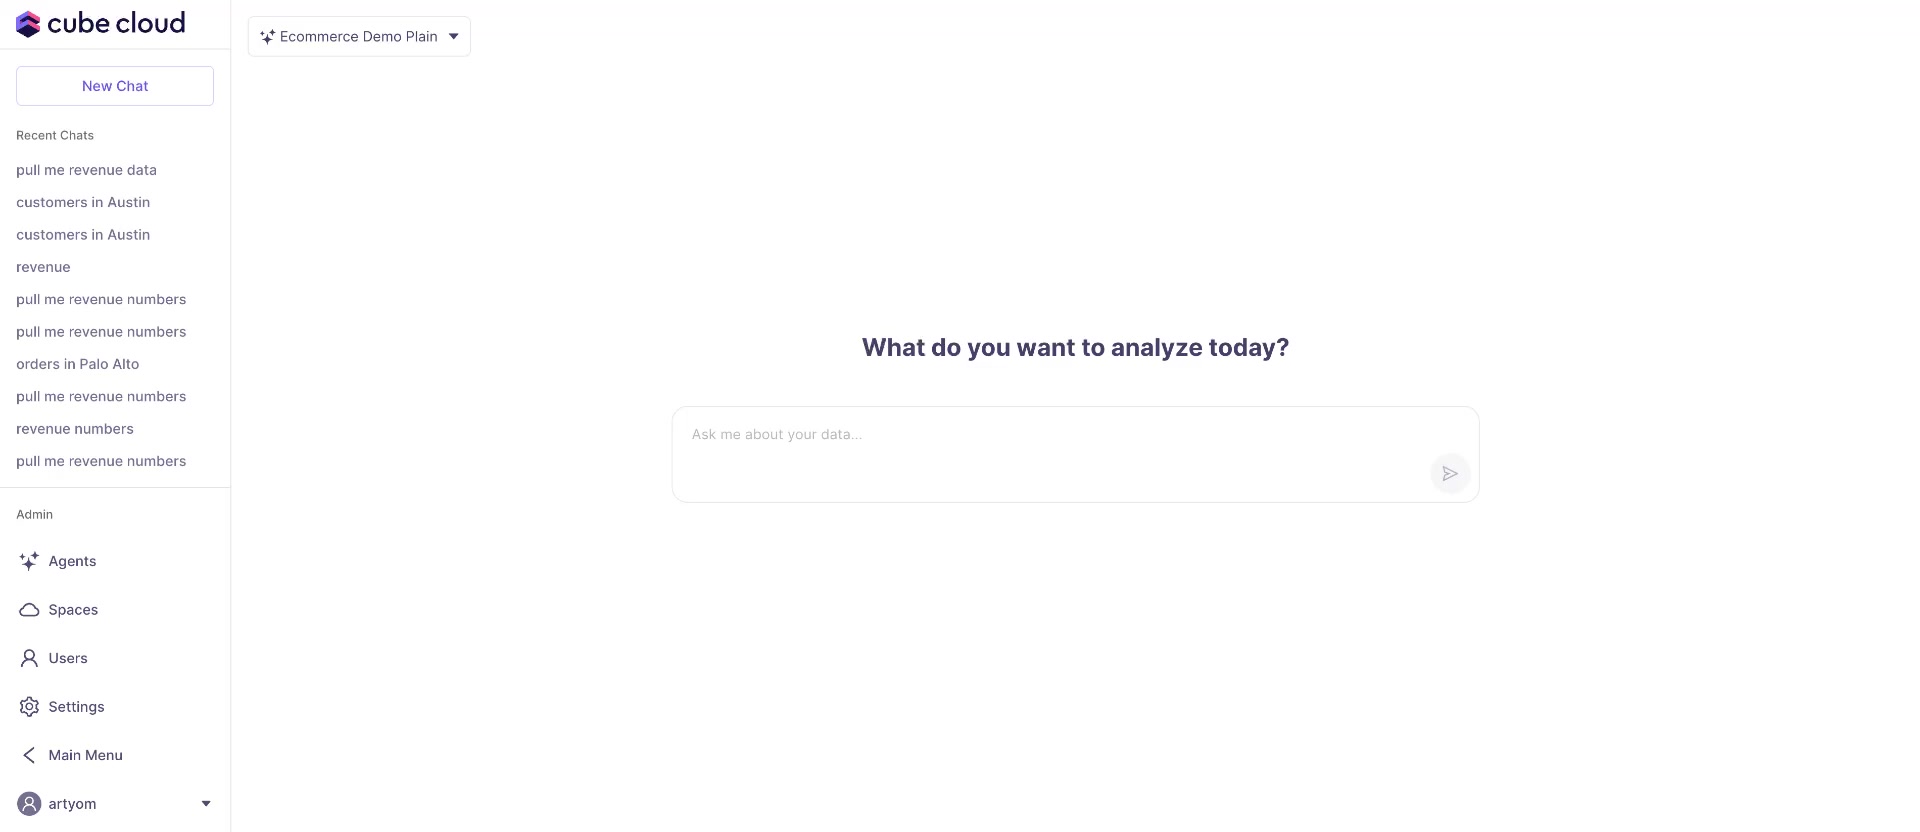 cube cloud
New Chat
Recent Chats
pull me revenue data
customers in Austin
customers in Austin
revenue
pull me revenue numbers
pull me revenue numbers
orders in Palo Alto
pull me revenue numbers
revenue numbers
pull me revenue numbers
Admin
Agents
Spaces
Users
Settings
Main Menu
artyom
Ecommerce Demo Plain
What do you want to analyze today?
Ask me about your data...